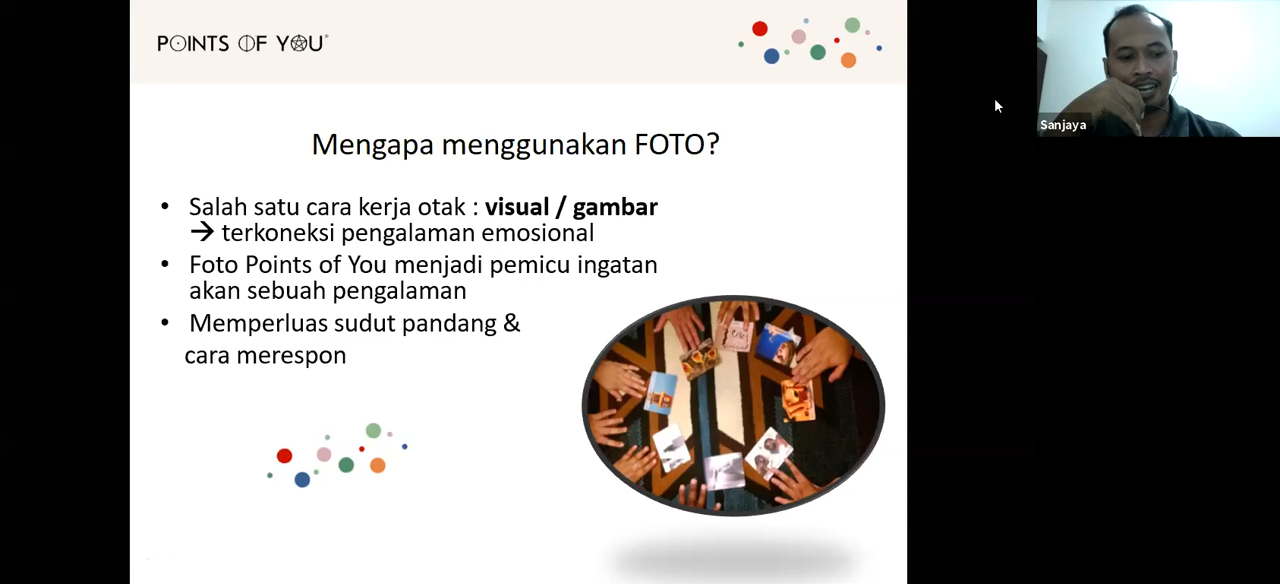 POINTS OF YOU®
Sanjaya
Mengapa menggunakan FOTO?
• Salah satu cara kerja otak : visual / gambar
→ terkoneksi pengalaman emosional
• Foto Points of You menjadi pemicu ingatan
akan sebuah pengalaman
• Memperluas sudut pandang &
cara merespon